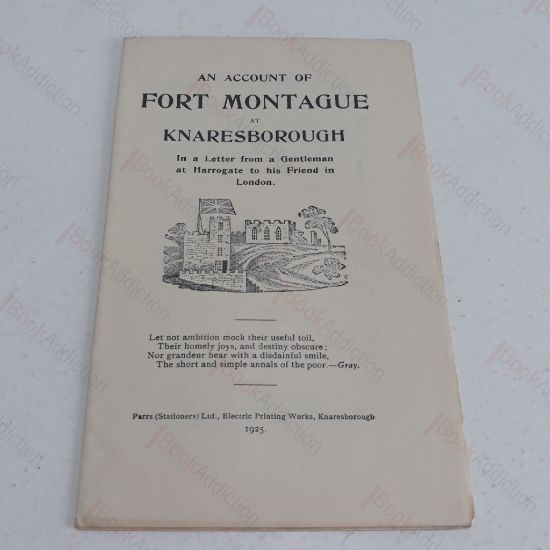 AN ACCOUNT OF
FORT MONTAGUE
AT
KNARESBOROUGH
In a Letter from a Gentleman
at Harrogate to his Friend in
London.
Let not ambition mock their useful toil,
Their homely joys, and destiny obscure;
Nor grandeur bear with a disdainful smile,
The short and simple annals of the poor.—Gray.
Parrs (Stationers) Ltd., Electric Printing Works, Knaresborough
1925.
BookAddiction